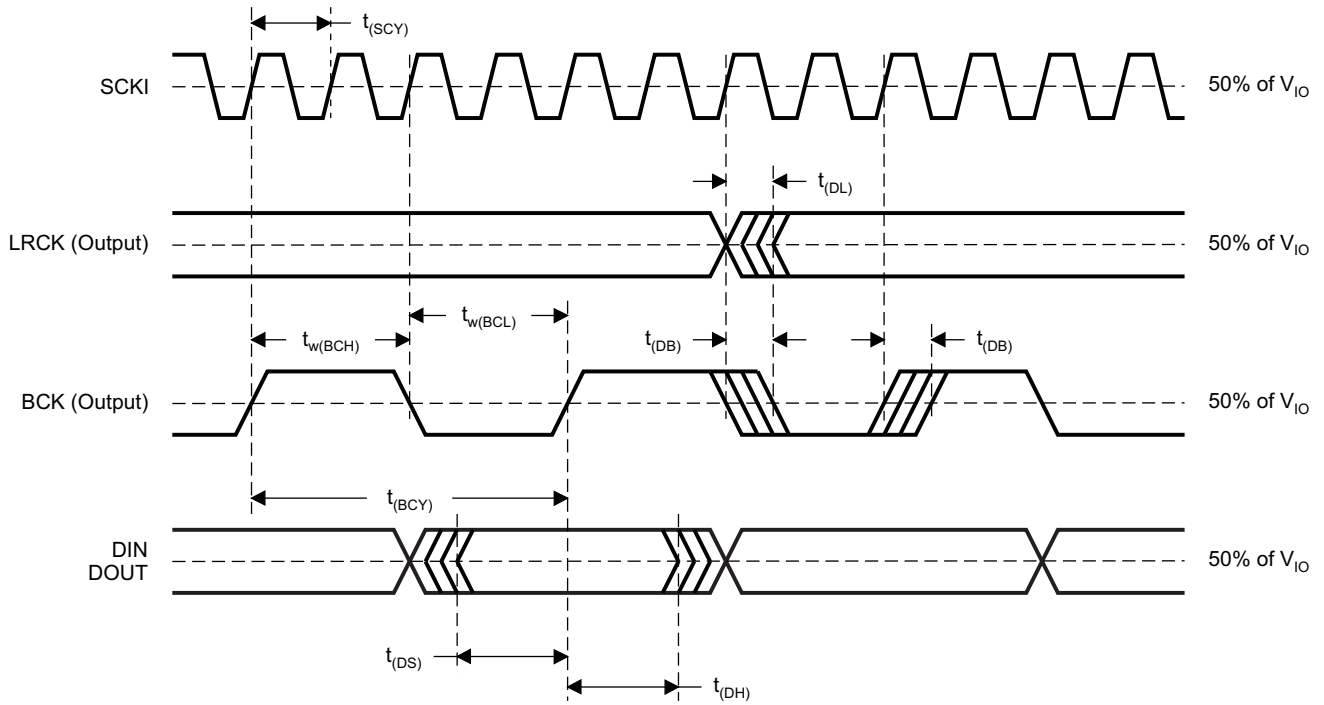 t(SCY)
SCKI
50% of VIO
t(DL)
LRCK (Output)
50% of VIO
tw(BCL)
tw(BCH)
t(DB)
t(DB)
BCK (Output)
50% of VIO
t(BCY)
DIN
DOUT
50% of VIO
t(DS)
t(DH)